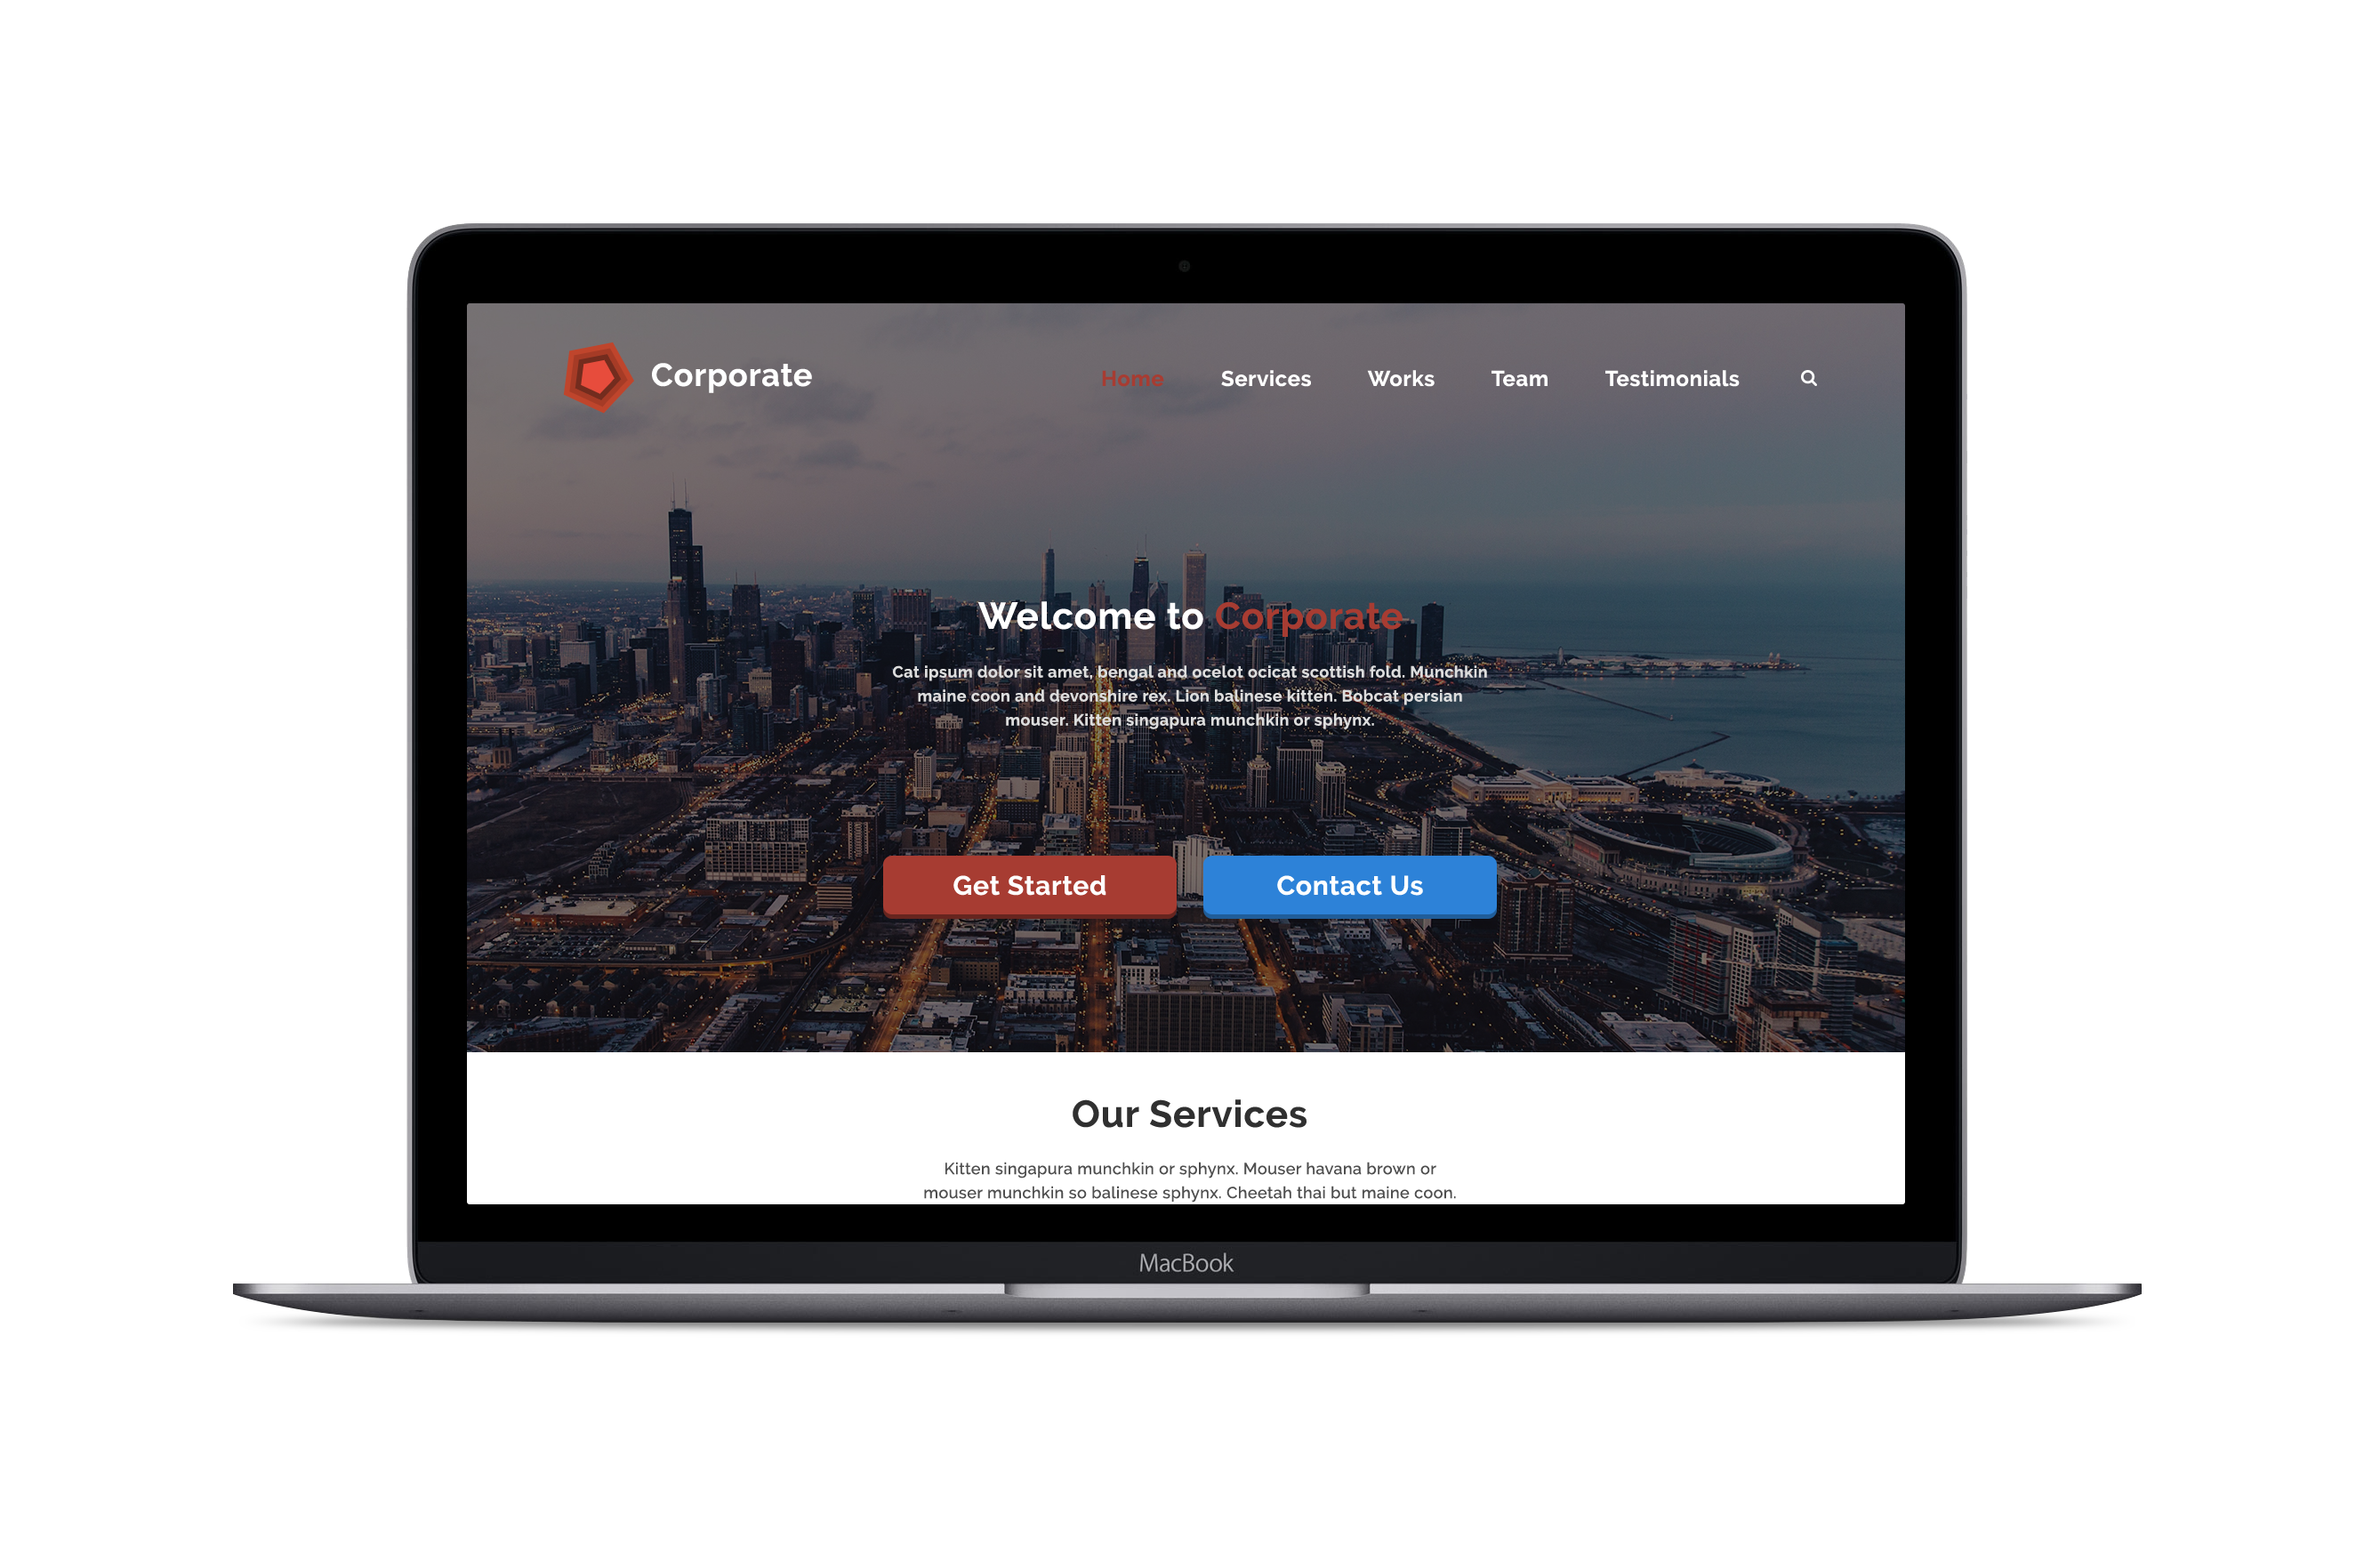 Corporate
Home Services Works Team Testimonials
Welcome to Corporate
Cat ipsum dolor sit amet, bengal and ocelot ocicat scottish fold. Munchkin
maine coon and devonshire rex. Lion balinese kitten. Bobcat persian
mouser. Kitten singapura munchkin or sphynx.
Get Started Contact Us
Our Services
Kitten singapura munchkin or sphynx. Mouser havana brown or
mouser munchkin so balinese sphynx. Cheetah thai but maine coon.
MacBook